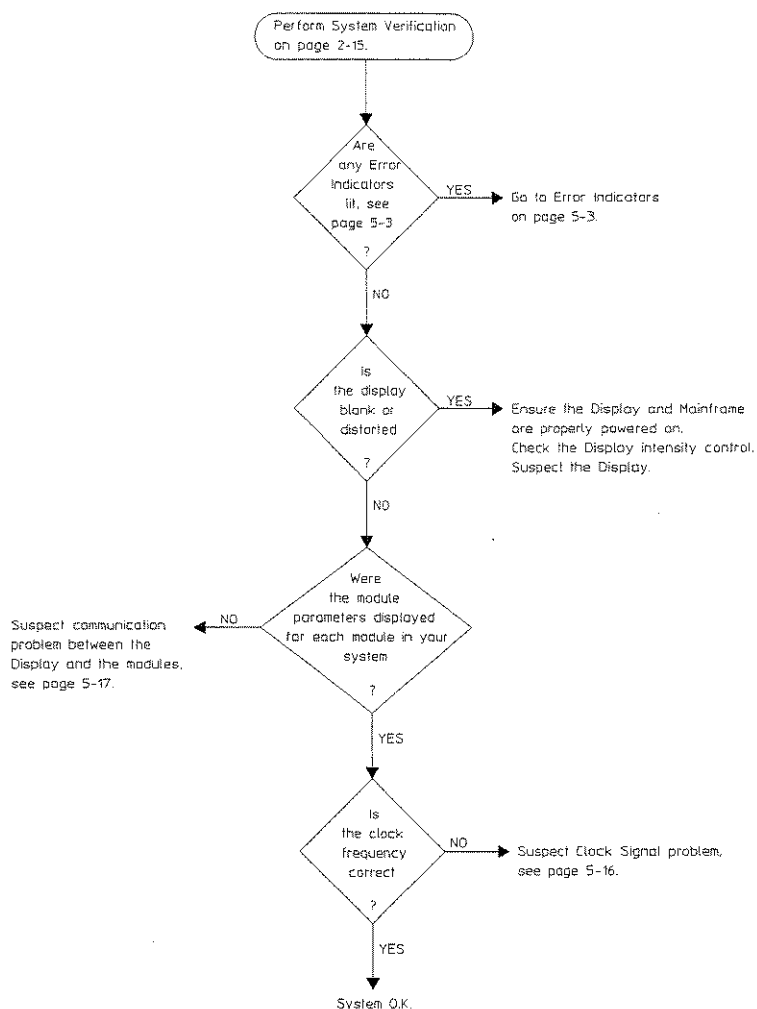 Perform System Verification
on page 2-15.
Are
any Error
Indicators
lit, see
page 5-3
?
YES
Go to Error Indicators
on page 5-3.
NO
Is
the display
blank or
distorted
?
YES
Ensure the Display and Mainframe
are properly powered on.
Check the Display intensity control.
Suspect the Display.
NO
Were
the module
parameters displayed
for each module in your
system
?
NO
Suspect communication
problem between the
Display and the modules,
see page 5-17.
YES
Is
the clock
frequency
correct
?
NO
Suspect Clock Signal problem,
see page 5-16.
YES
System O.K.